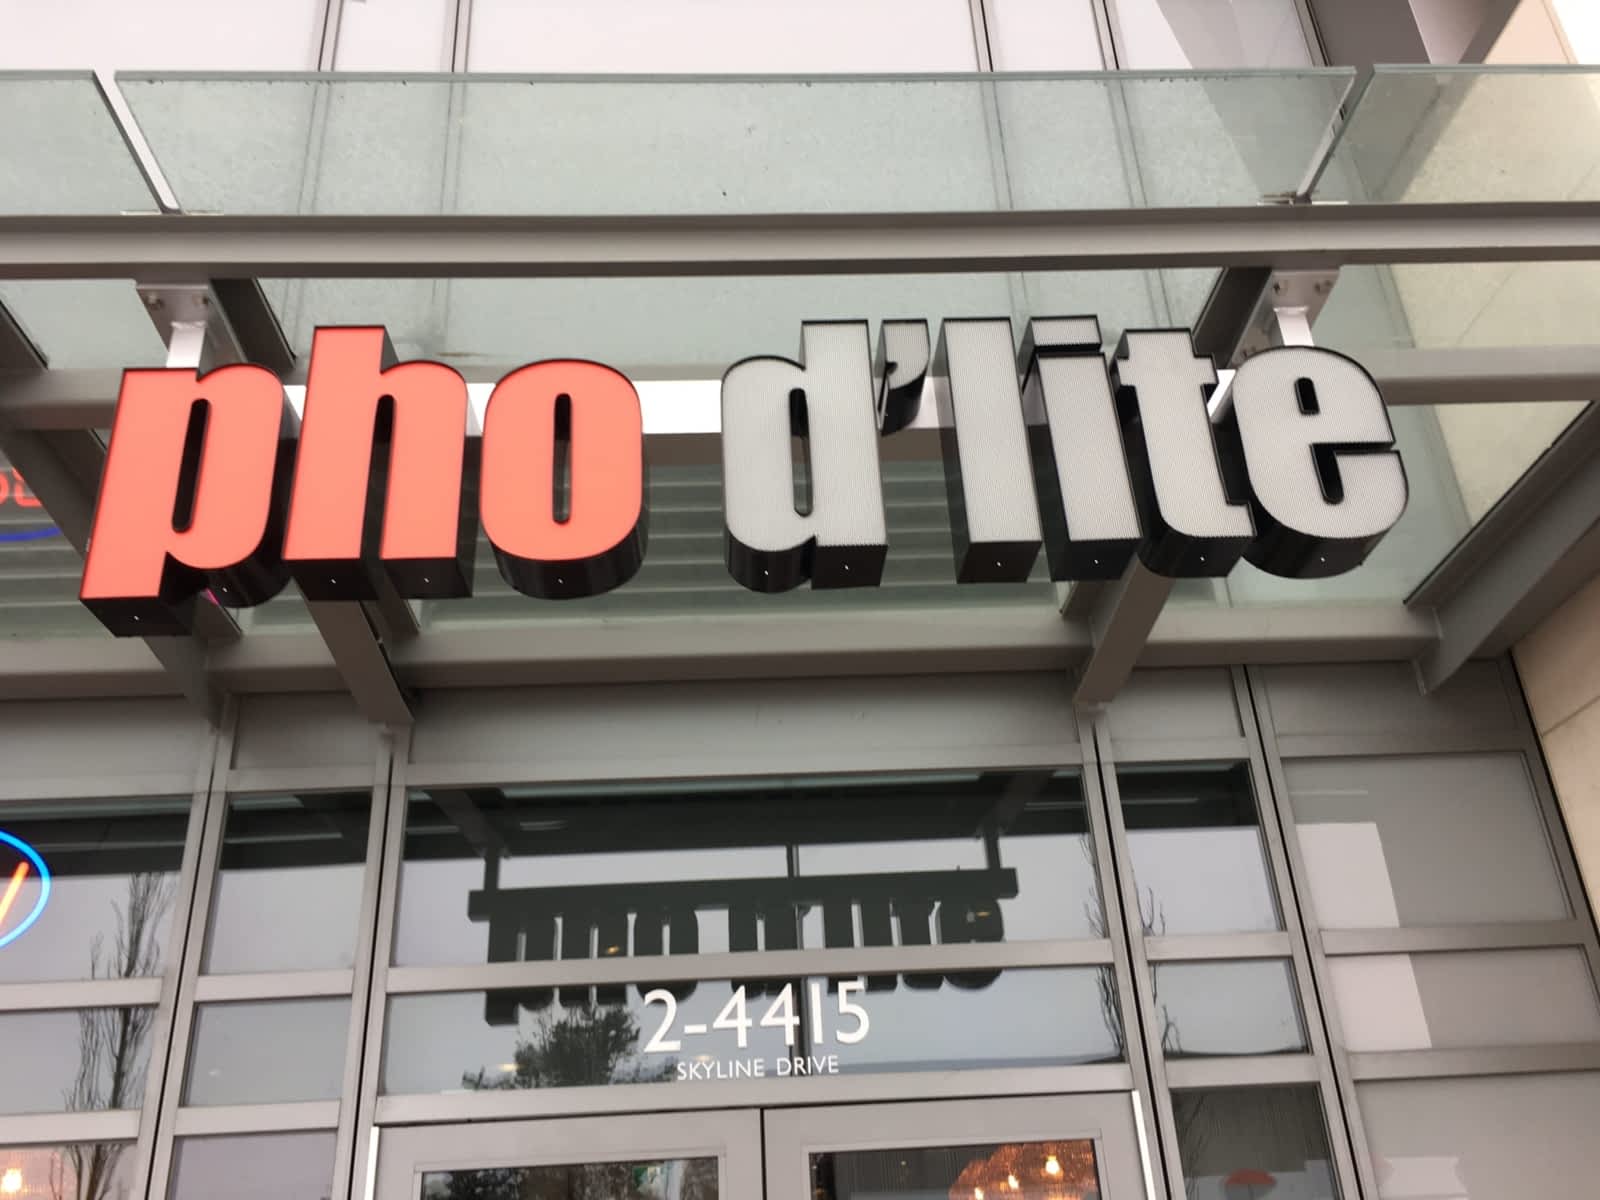 pho d'lite
2-4415
SKYLINE DRIVE